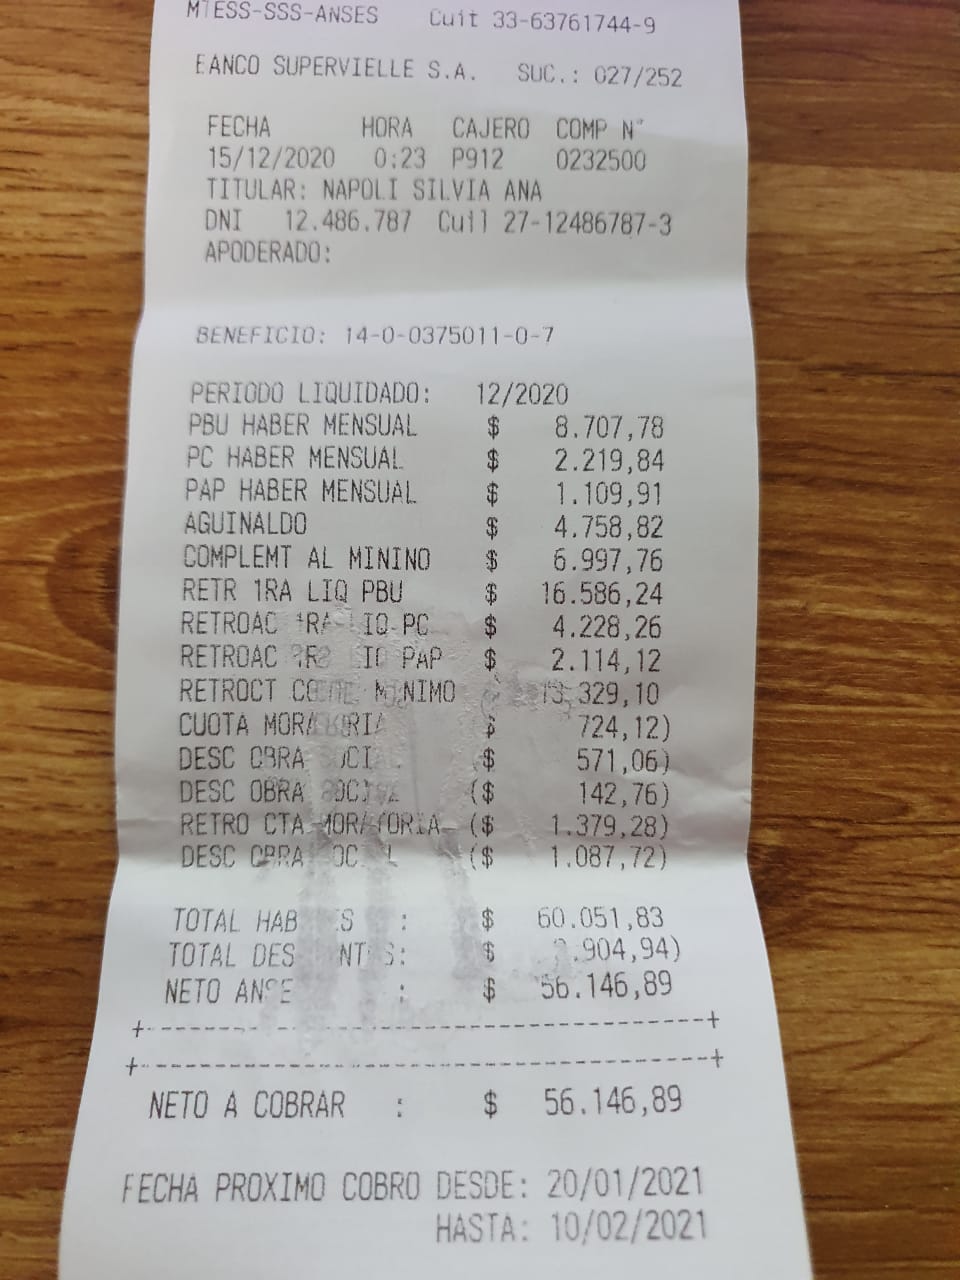 MTESS-SSS-ANSES Cuit 33-63761744-9
BANCO SUPERVIELLE S.A. SUC.: 027/252
FECHA HORA CAJERO COMP N°
15/12/2020 0:23 P912 0232500
TITULAR: NAPOLI SILVIA ANA
DNI 12.486.787 Cuil 27-12486787-3
APODERADO:
BENEFICIO: 14-0-0375011-0-7
PERIODO LIQUIDADO: 12/2020
PBU HABER MENSUAL $ 8.707,78
PC HABER MENSUAL $ 2.219,84
PAP HABER MENSUAL $ 1.109,91
AGUINALDO $ 4.758,82
COMPLEMT AL MININO $ 6.997,76
RETR 1RA LIQ PBU $ 16.586,24
RETROAC 1RA LIQ PC $ 4.228,26
RETROAC LIQ PAP $ 2.114,12
RETROCT MINIMO 13.329,10
CUOTA MORATORIA $ 724,12)
DESC OBRA SOCIAL ($ 571,06)
DESC OBRA ($ 142,76)
RETRO CTA MORATORIA ($ 1.379,28)
DESC OBRA SOCIAL ($ 1.087,72)
TOTAL HABERES : $ 60.051,83
TOTAL : $ .904,94)
NETO ANSES : $ 56.146,89
+------------------------------------+
+------------------------------------+
NETO A COBRAR : $ 56.146,89
FECHA PROXIMO COBRO DESDE: 20/01/2021
HASTA: 10/02/2021